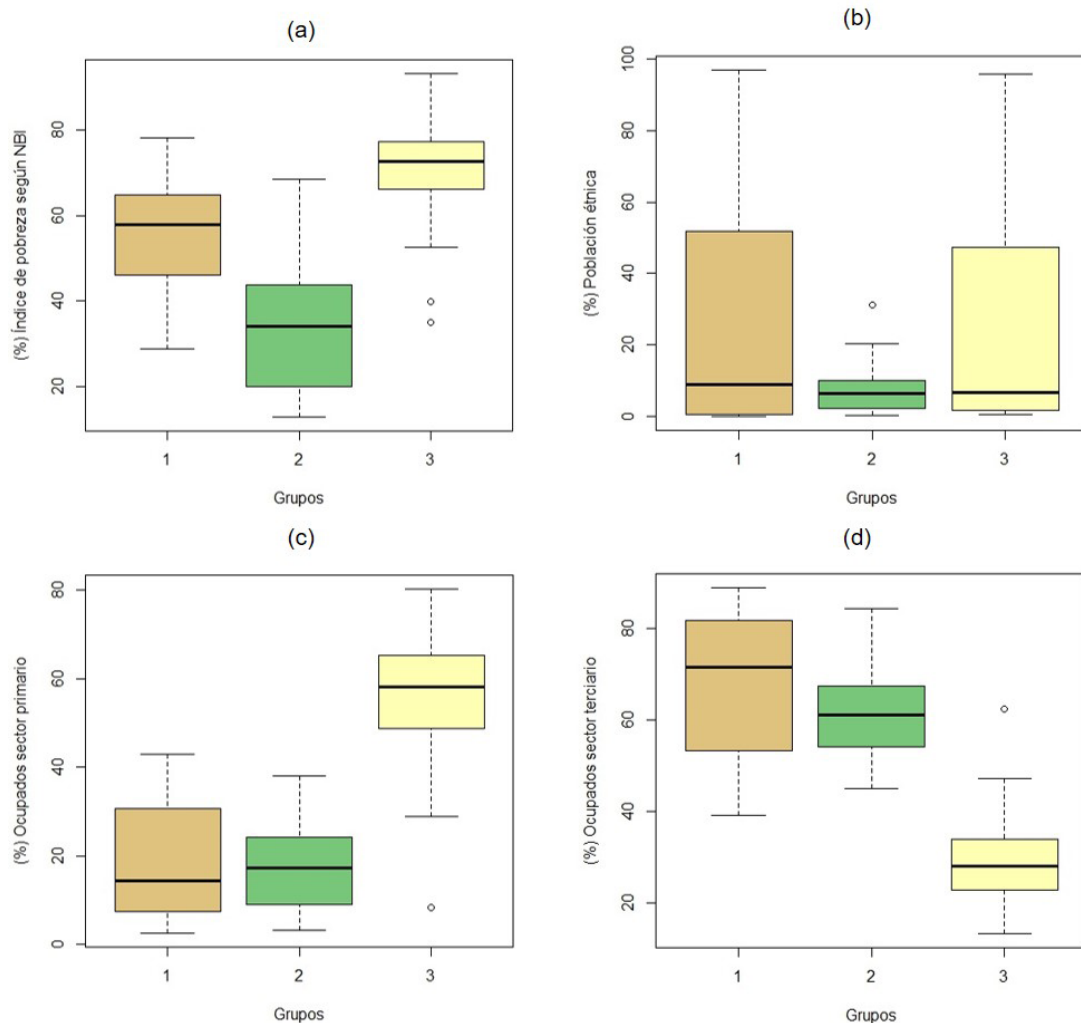 (a)
(%) Índice de pobreza según NBI
80
60
40
20
1 2 3
Grupos
(b)
(%) Población étnica
100
80
60
40
20
0
1 2 3
Grupos
(c)
(%) Ocupados sector primario
80
60
40
20
0
1 2 3
Grupos
(d)
(%) Ocupados sector terciario
80
60
40
20
1 2 3
Grupos